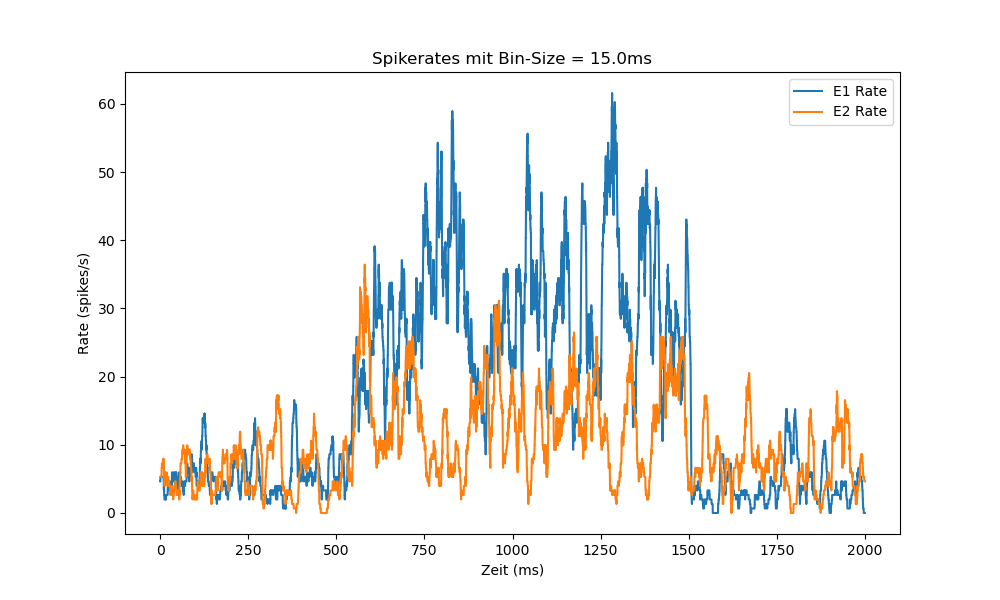 Spikerates mit Bin-Size = 15.0ms
E1 Rate
E2 Rate
60
50
40
30
20
10
0
Rate (spikes/s)
0 250 500 750 1000 1250 1500 1750 2000
Zeit (ms)